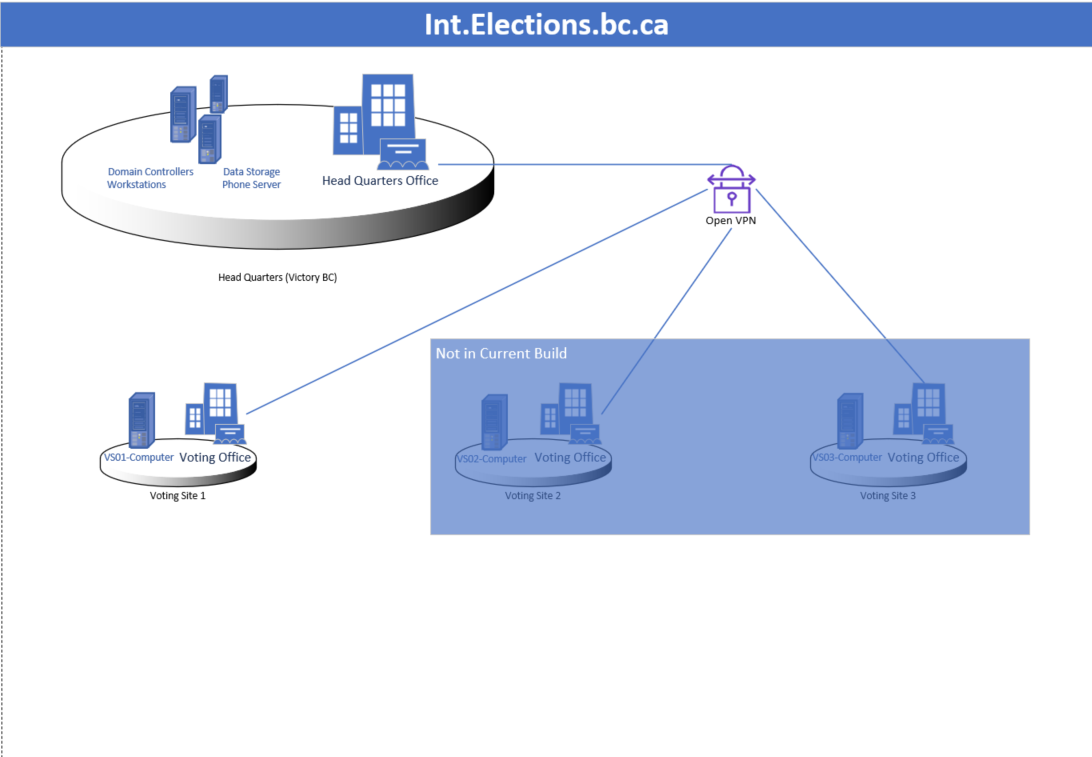 Int.Elections.bc.ca
Domain Controllers
Workstations
Data Storage
Phone Server
Head Quarters Office
Open VPN
Head Quarters (Victory BC)
Not in Current Build
VS01-Computer
Voting Office
Voting Site 1
VS02-Computer
Voting Office
Voting Site 2
VS03-Computer
Voting Office
Voting Site 3